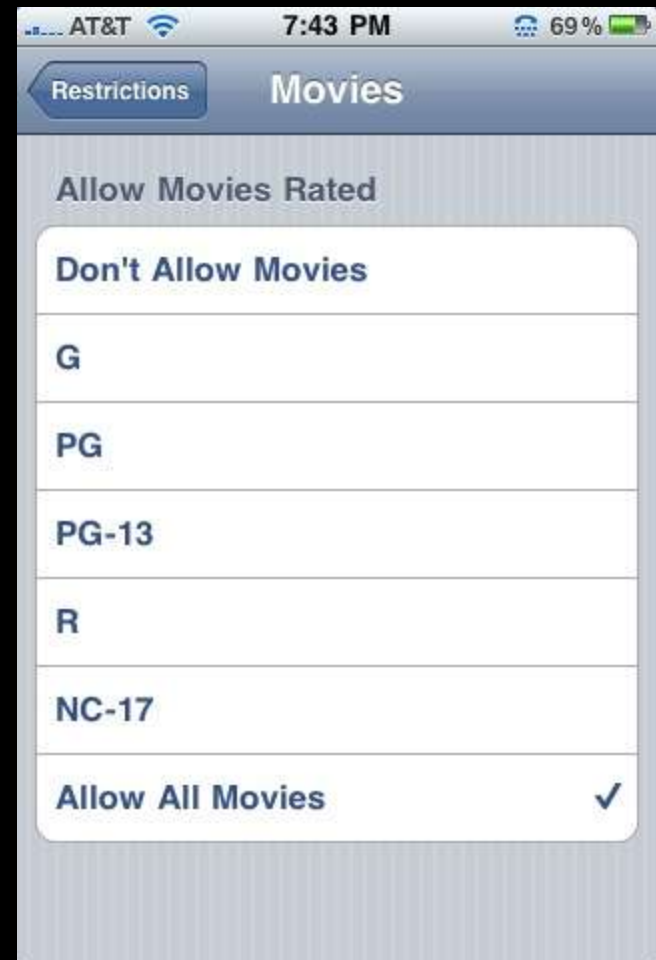 AT&T 7:43 PM 69%
Restrictions Movies
Allow Movies Rated
Don't Allow Movies
G
PG
PG-13
R
NC-17
Allow All Movies